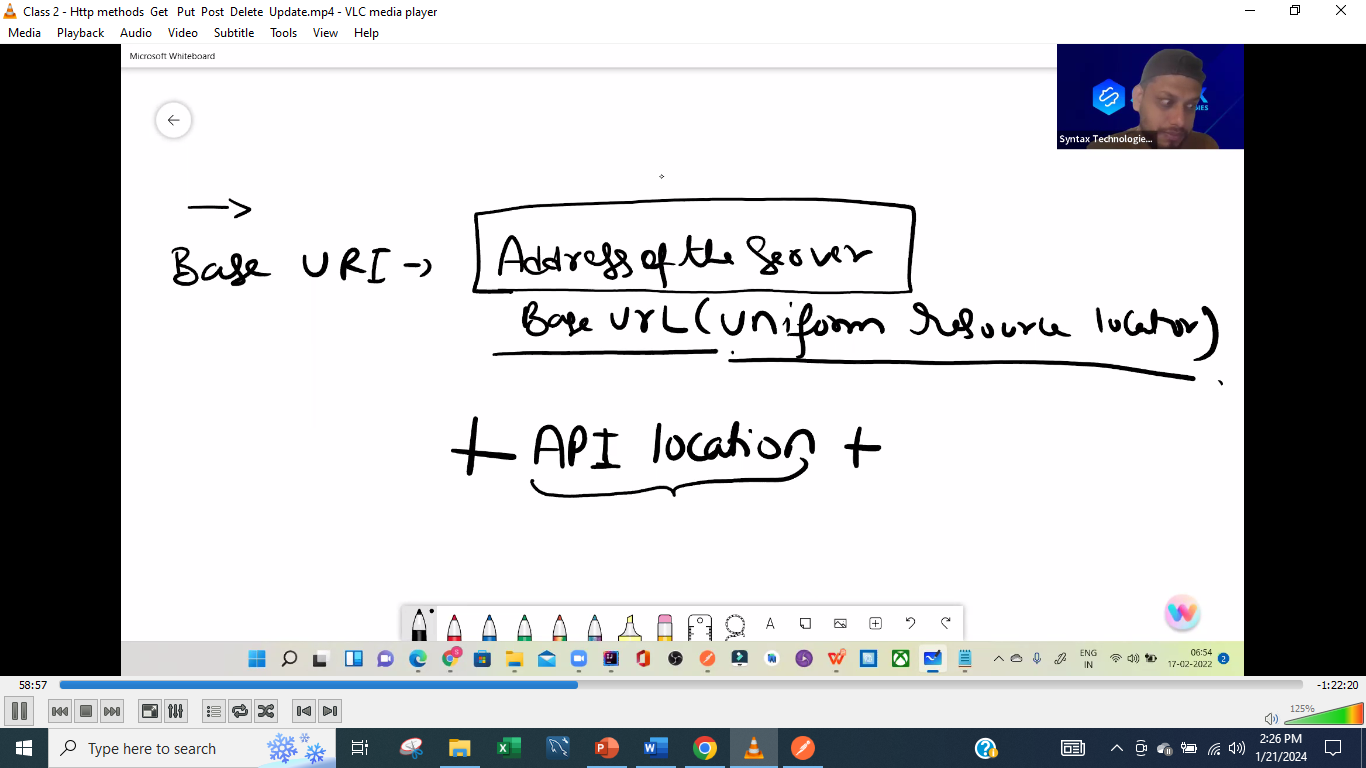 Class 2 - Http methods Get Put Post Delete Update.mp4 - VLC media player
Media Playback Audio Video Subtitle Tools View Help
Microsoft Whiteboard
Syntax Technologie...
Base URI →
Address of the Server
Base UrL (Uniform resource locator)
+ API location +
A
ENG
IN
06:54
17-02-2022
2
58:57
-1:22:20
125%
Type here to search
2:26 PM
1/21/2024